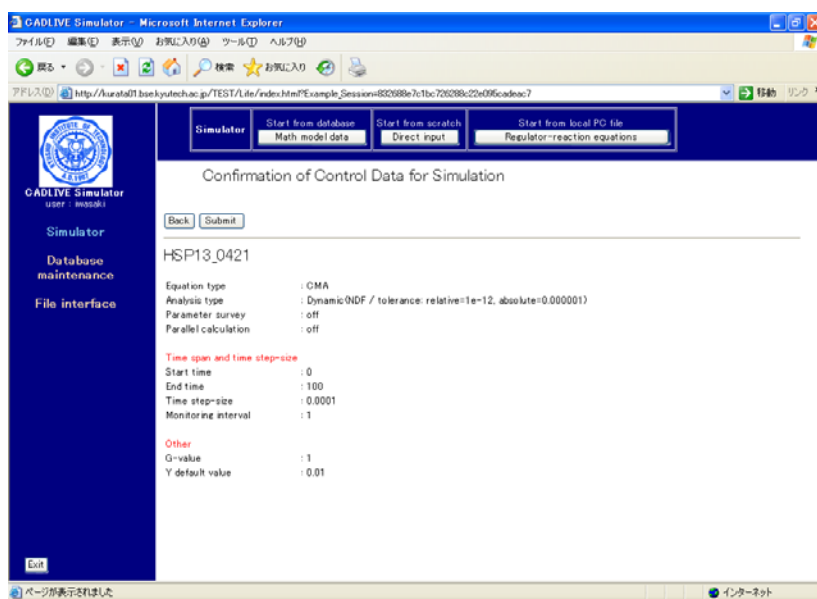 CADLIVE Simulator - Microsoft Internet Explorer
ファイル(F) 編集(E) 表示(V) お気に入り(A) ツール(T) ヘルプ(H)
戻る 検索 お気に入り
アドレス(D) http://kurata01.bse.kyutech.ac.jp/TEST/Life/index.html?Example_Session=832688e7c1bc726288c22e095cadeac7 移動 リンク
Simulator
Start from database
Math model data
Start from scratch
Direct input
Start from local PC file
Regulator-reaction equations
CADLIVE Simulator
user : iwasaki
Simulator
Database
maintenance
File interface
Exit
Confirmation of Control Data for Simulation
Back Submit
HSP13_0421
Equation type : GMA
Analysis type : Dynamic(NDF / tolerance: relative=1e-12, absolute=0.000001)
Parameter survey : off
Parallel calculation : off
Time span and time step-size
Start time : 0
End time : 100
Time step-size : 0.0001
Monitoring interval : 1
Other
G-value : 1
Y default value : 0.01
ページが表示されました インターネット